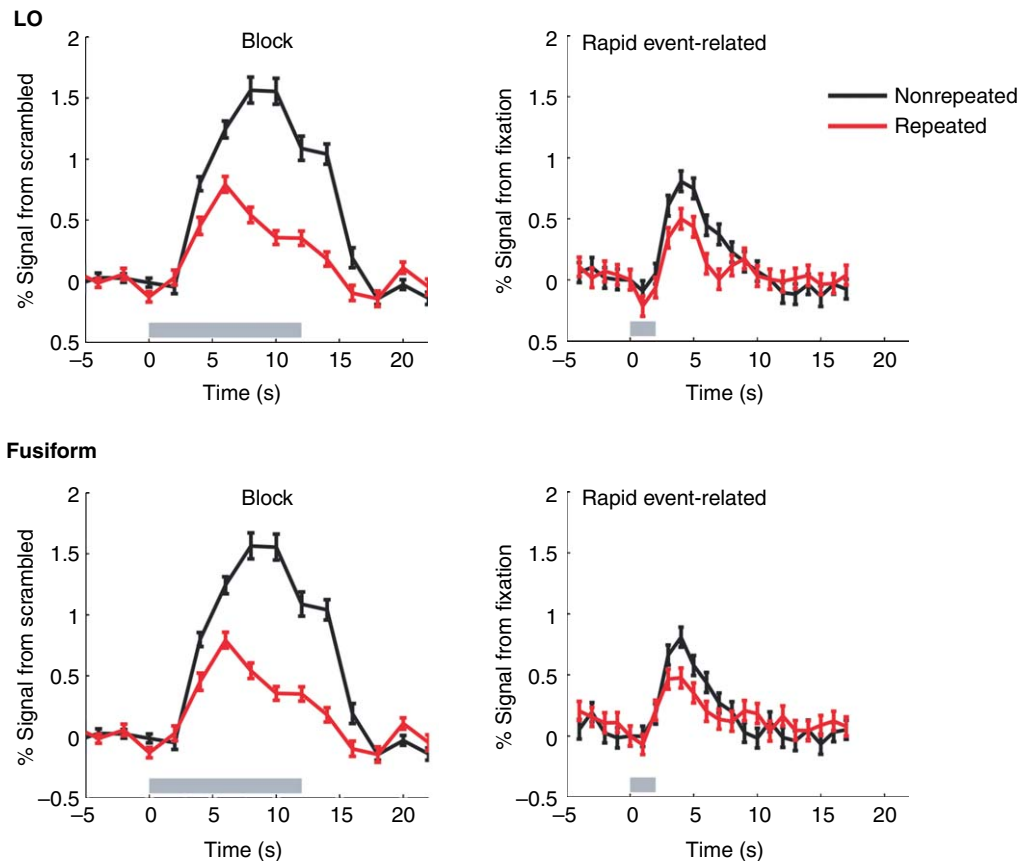 LO
Block
Rapid event-related
Nonrepeated
Repeated
% Signal from scrambled
2
1.5
1
0.5
0
0.5
–5 0 5 10 15 20
Time (s)
% Signal from fixation
2
1.5
1
0.5
0
0.5
–5 0 5 10 15 20
Time (s)
Fusiform
Block
Rapid event-related
% Signal from scrambled
2
1.5
1
0.5
0
–0.5
–5 0 5 10 15 20
Time (s)
% Signal from fixation
2
1.5
1
0.5
0
–0.5
–5 0 5 10 15 20
Time (s)